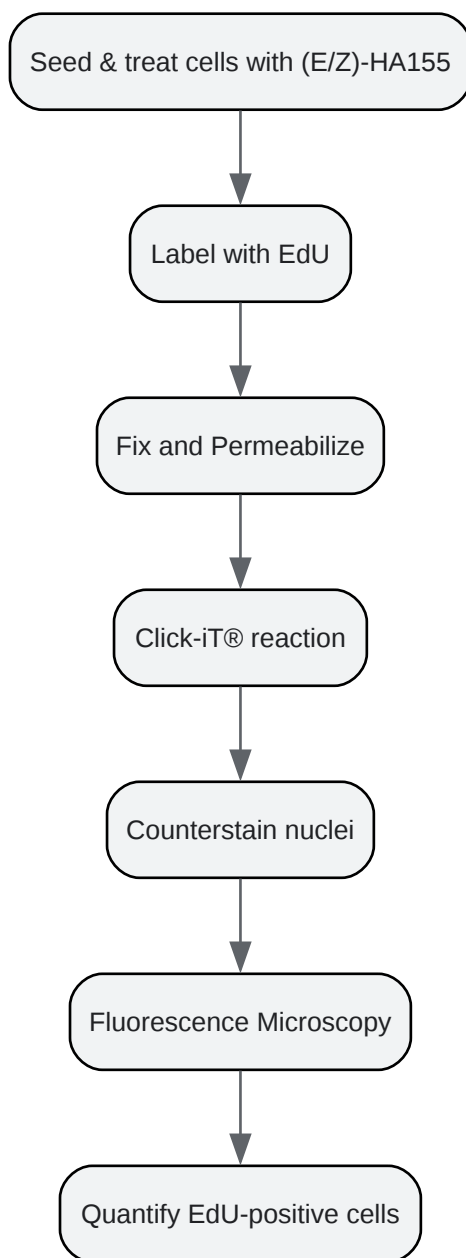 Seed & treat cells with (E/Z)-HA155
Label with EdU
Fix and Permeabilize
Click-iT® reaction
Counterstain nuclei
Fluorescence Microscopy
Quantify EdU-positive cells